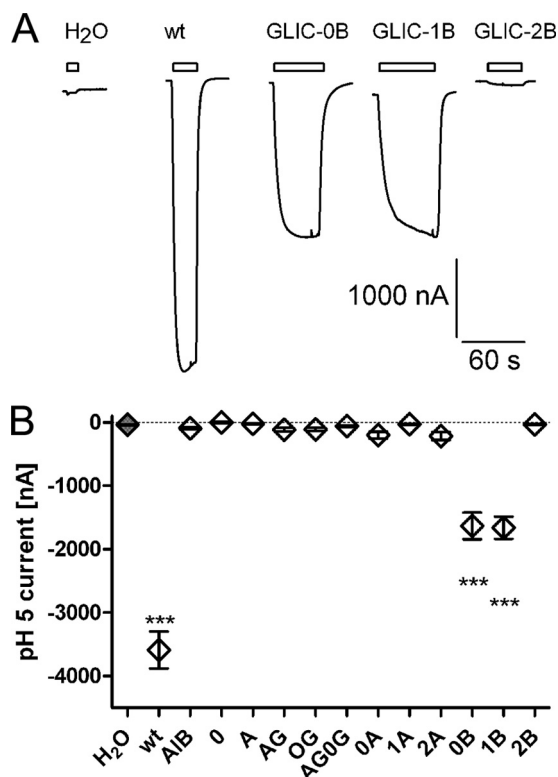 A
H₂O wt GLIC-0B GLIC-1B GLIC-2B
1000 nA
60 s
B
pH 5 current [nA]
0
-1000
-2000
-3000
-4000
***
***
***
H₂O wt AIB 0 A AG OG AG0G 0A 1A 2A 0B 1B 2B